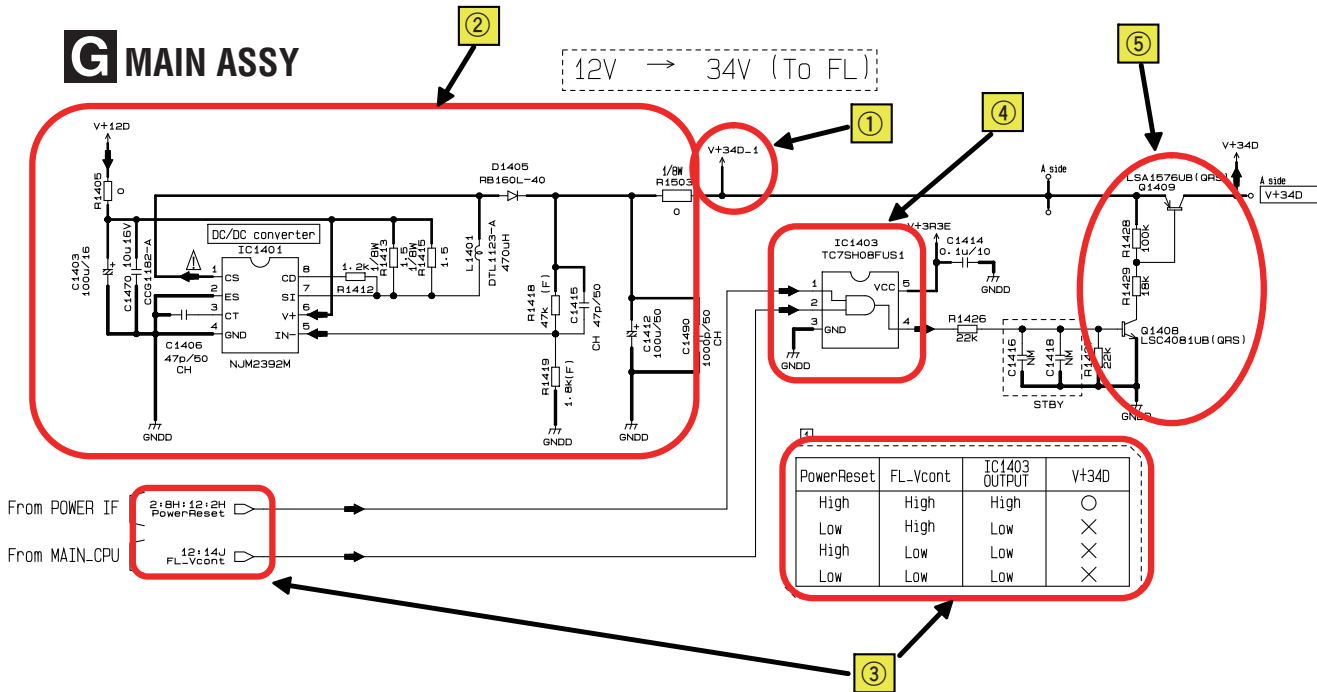 G MAIN ASSY
12V → 34V (To FL)
①
②
③
④
⑤
V+12D
R1405
0
C1403
100u/16
C1470
10u16V
CCG1182-A
DC/DC converter
IC1401
1 CS
2 ES
3 CT
4 GND
CD 8
SI 7
V+ 6
IN- 5
NJM2392M
C1406
47p/50
CH
GNDD
1.2k
R1412
1/8W
R1413
1.5
1/8W
R1415
1.5
L1401
DTL1123-A
470uH
D1405
RB160L-40
R1418
47k (F)
C1415
CH 47p/50
R1419
1.8k(F)
GNDD
C1412
100u/50
GNDD
C1490
1000p/50
CH
1/8W
R1503
0
V+34D_1
IC1403
TC7SH08FUS1
1
2
3 GND
VCC 5
4
GNDD
V+3R3E
C1414
0.1u/10
GNDD
R1426
22K
C1416
NM
C1418
NM
STBY
22K
A side
LSA1576UB(QRS)
Q1409
R1428
100k
R1429
18K
Q1408
LSC4081UB(QRS)
GNDD
V+34D
A side
V+34D
From POWER IF
2:8H:12:2H
PowerReset
From MAIN_CPU
12:14J
FL_Vcont
1
PowerReset FL_Vcont IC1403 OUTPUT V+34D
High High High ○
Low High Low ×
High Low Low ×
Low Low Low ×